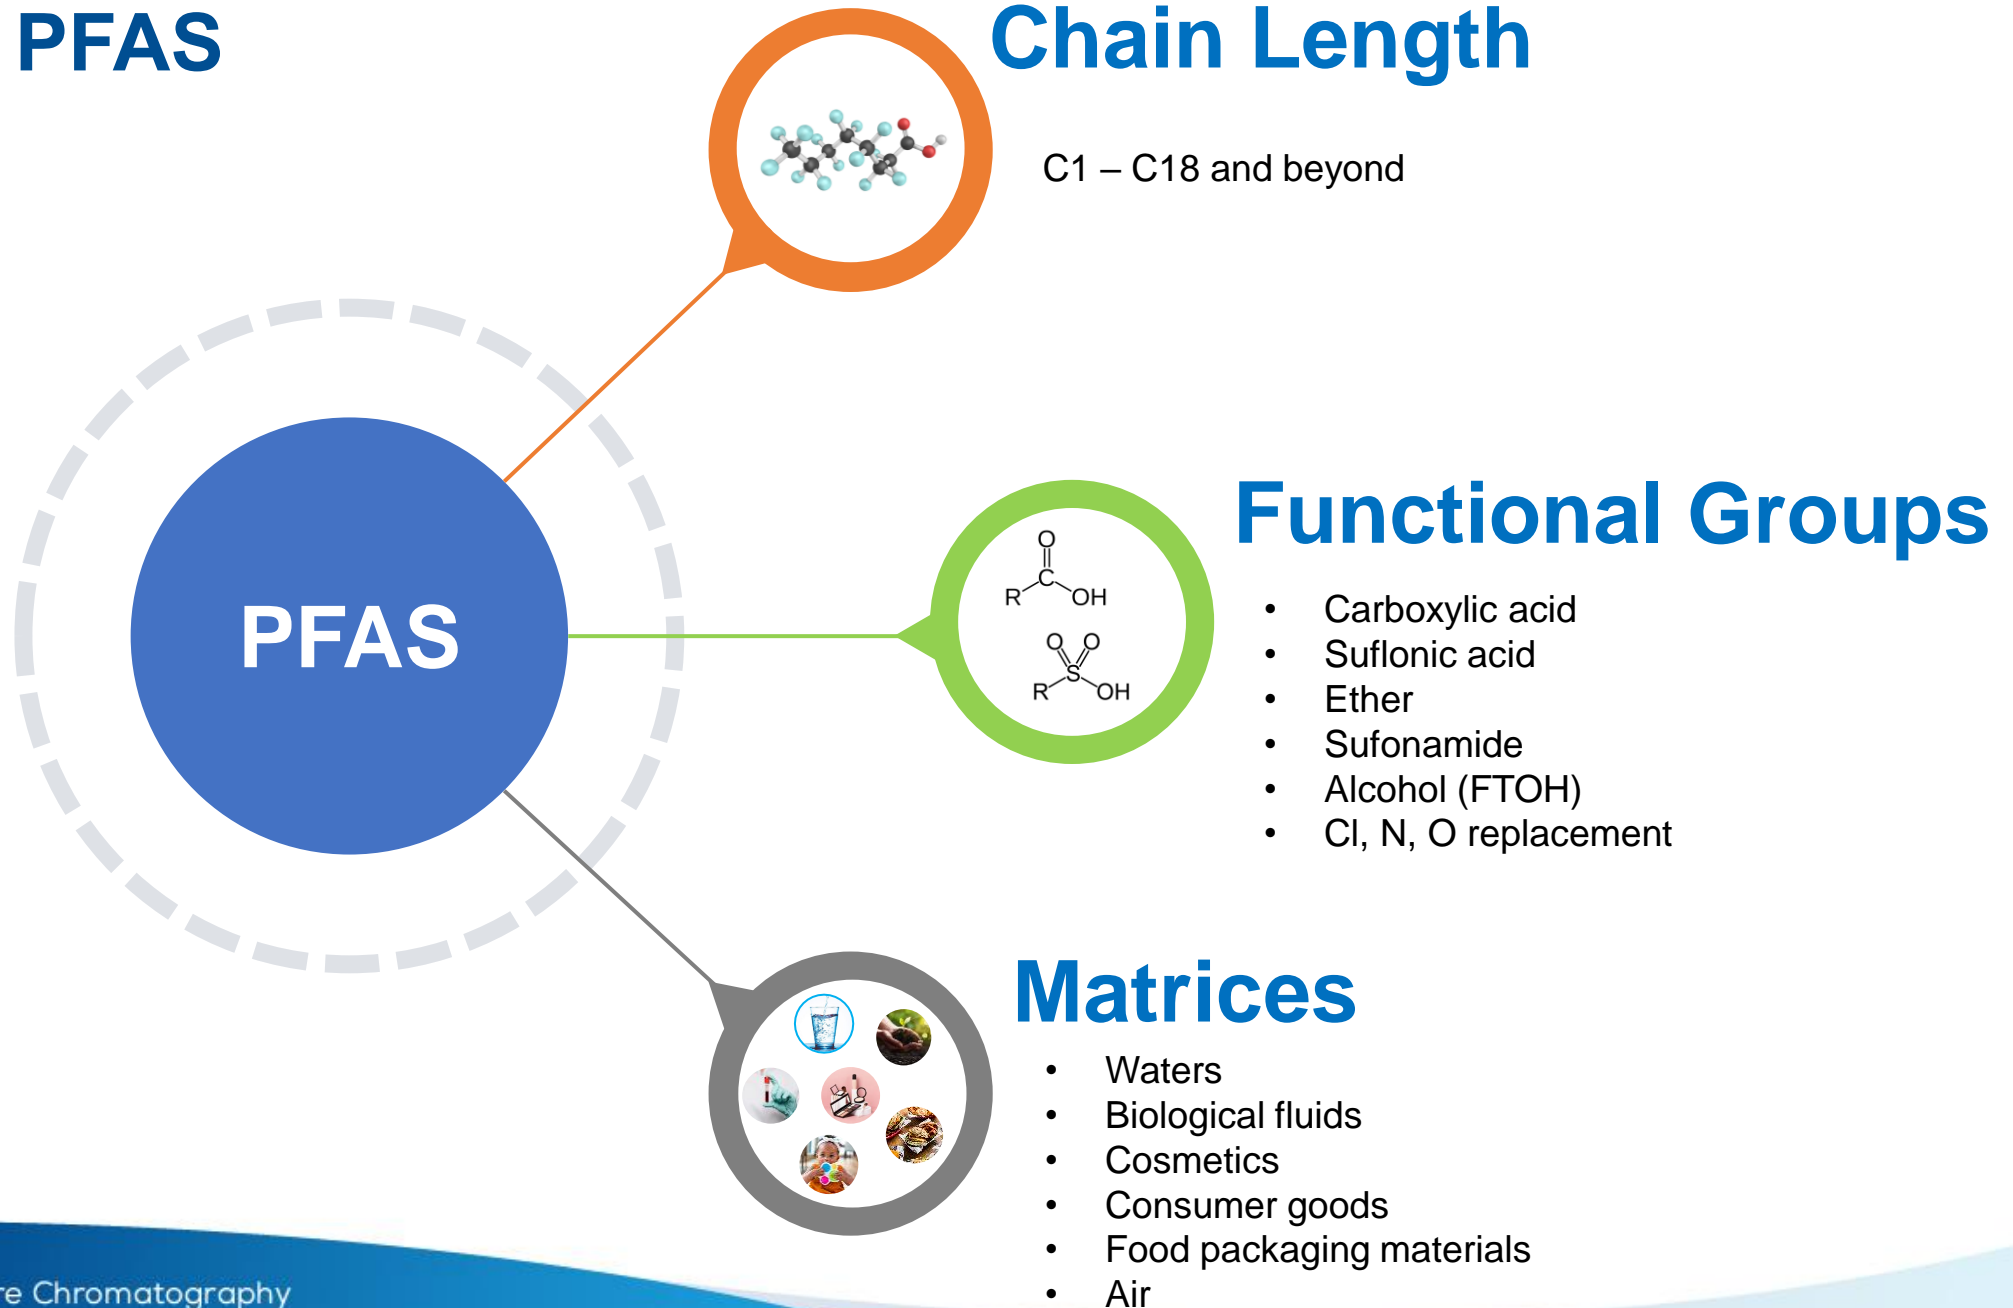 PFAS
Chain Length
C1 – C18 and beyond
PFAS
Functional Groups
O
C
R
OH
O O
S
R
OH
• Carboxylic acid
• Suflonic acid
• Ether
• Sufonamide
• Alcohol (FTOH)
• Cl, N, O replacement
Matrices
• Waters
• Biological fluids
• Cosmetics
• Consumer goods
• Food packaging materials
• Air
re Chromatography